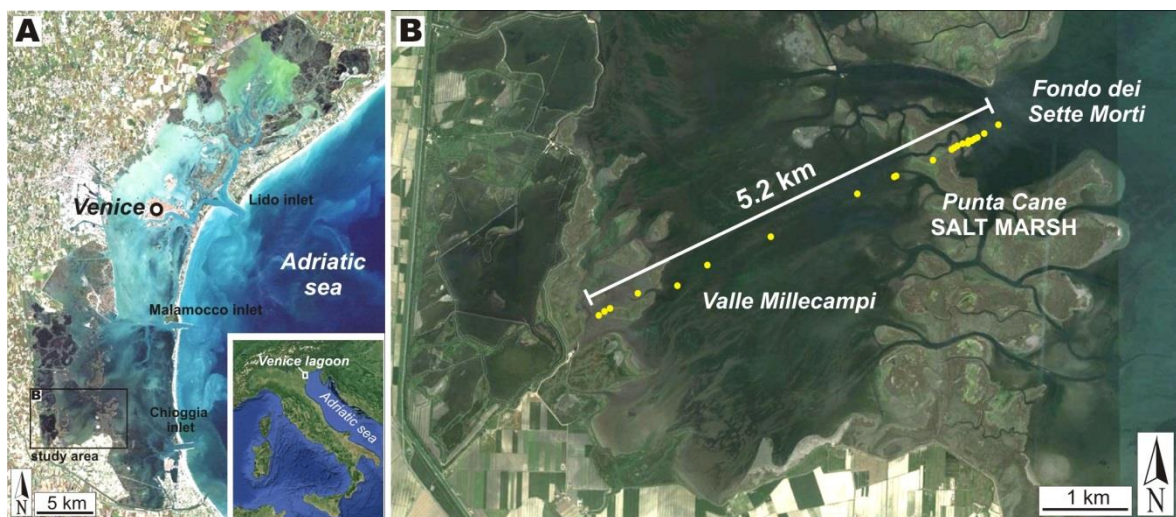 A
Venice
Lido inlet
Adriatic
sea
Malamocco inlet
Chioggia
inlet
B
study area
N
5 km
Venice lagoon
Adriatic sea
B
Fondo dei
Sette Morti
5.2 km
Punta Cane
SALT MARSH
Valle Millecampi
1 km
N